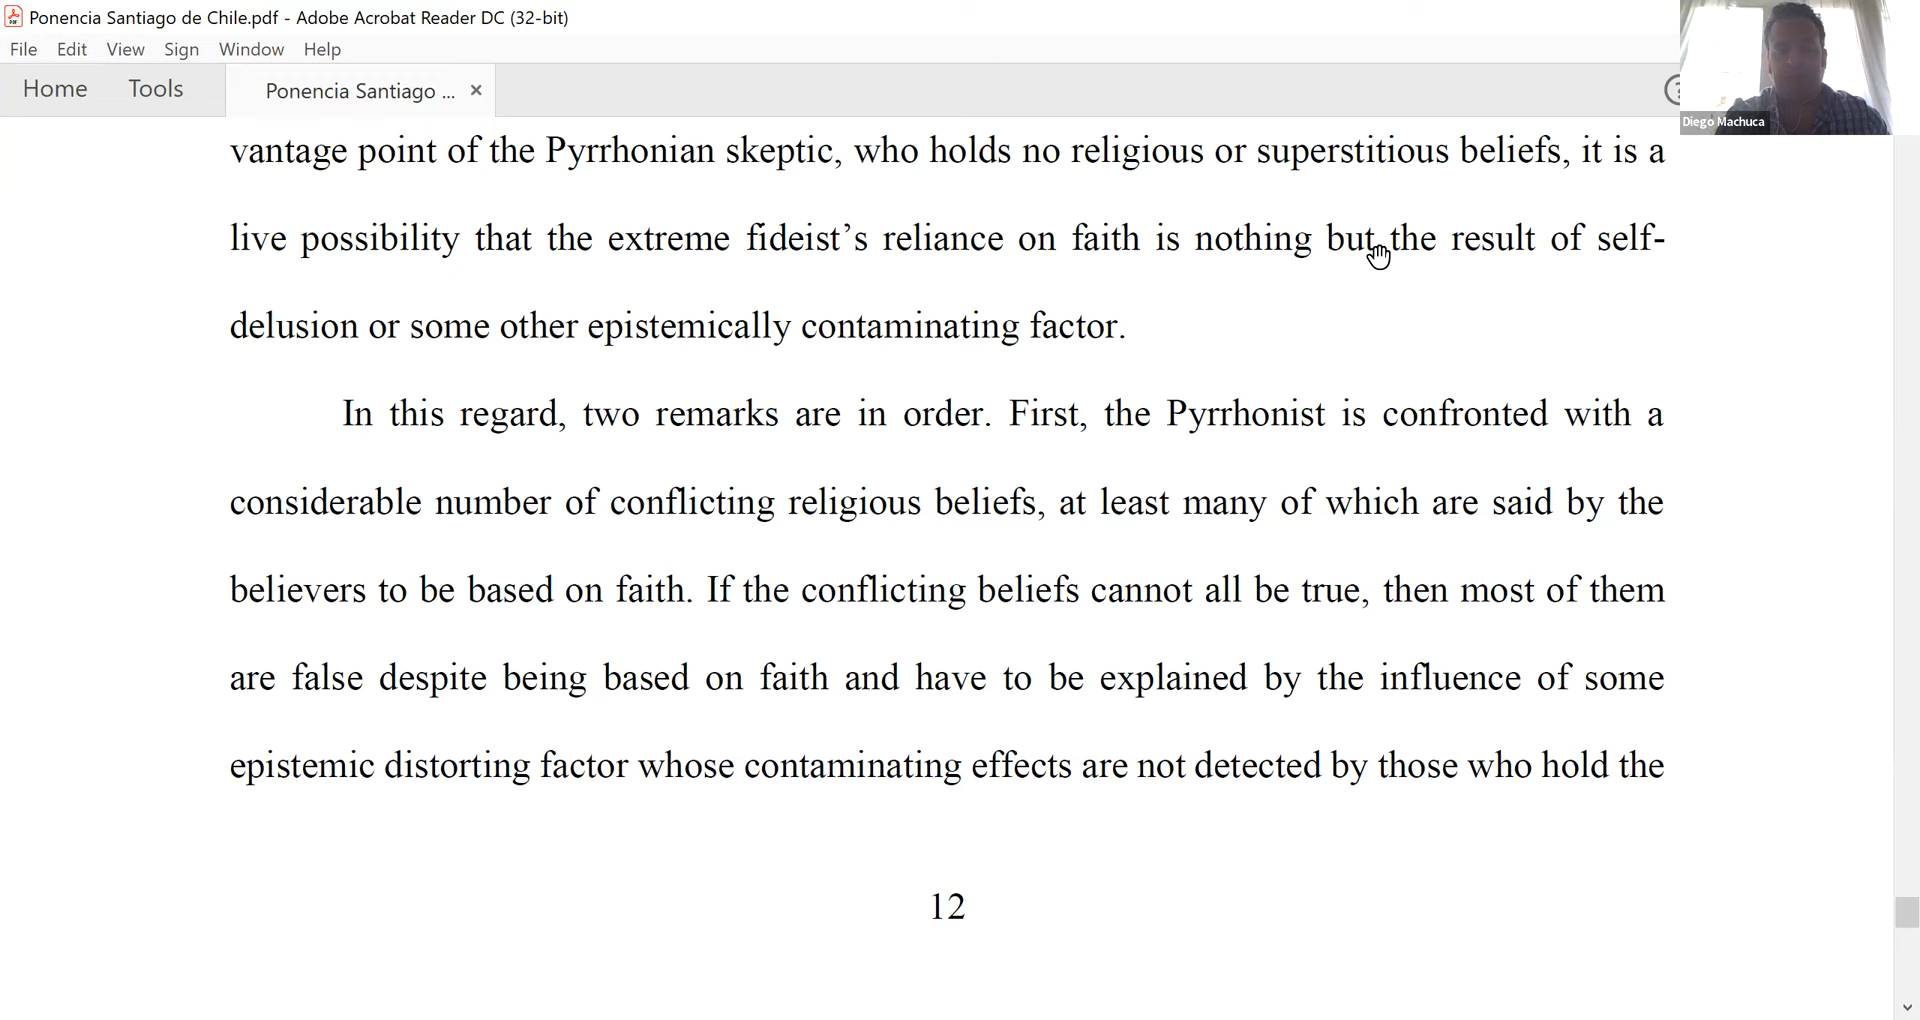 Ponencia Santiago de Chile.pdf - Adobe Acrobat Reader DC (32-bit)
File Edit View Sign Window Help
Home Tools Ponencia Santiago ... ×
Diego Machuca
vantage point of the Pyrrhonian skeptic, who holds no religious or superstitious beliefs, it is a
live possibility that the extreme fideist’s reliance on faith is nothing but the result of self-
delusion or some other epistemically contaminating factor.
In this regard, two remarks are in order. First, the Pyrrhonist is confronted with a
considerable number of conflicting religious beliefs, at least many of which are said by the
believers to be based on faith. If the conflicting beliefs cannot all be true, then most of them
are false despite being based on faith and have to be explained by the influence of some
epistemic distorting factor whose contaminating effects are not detected by those who hold the
12